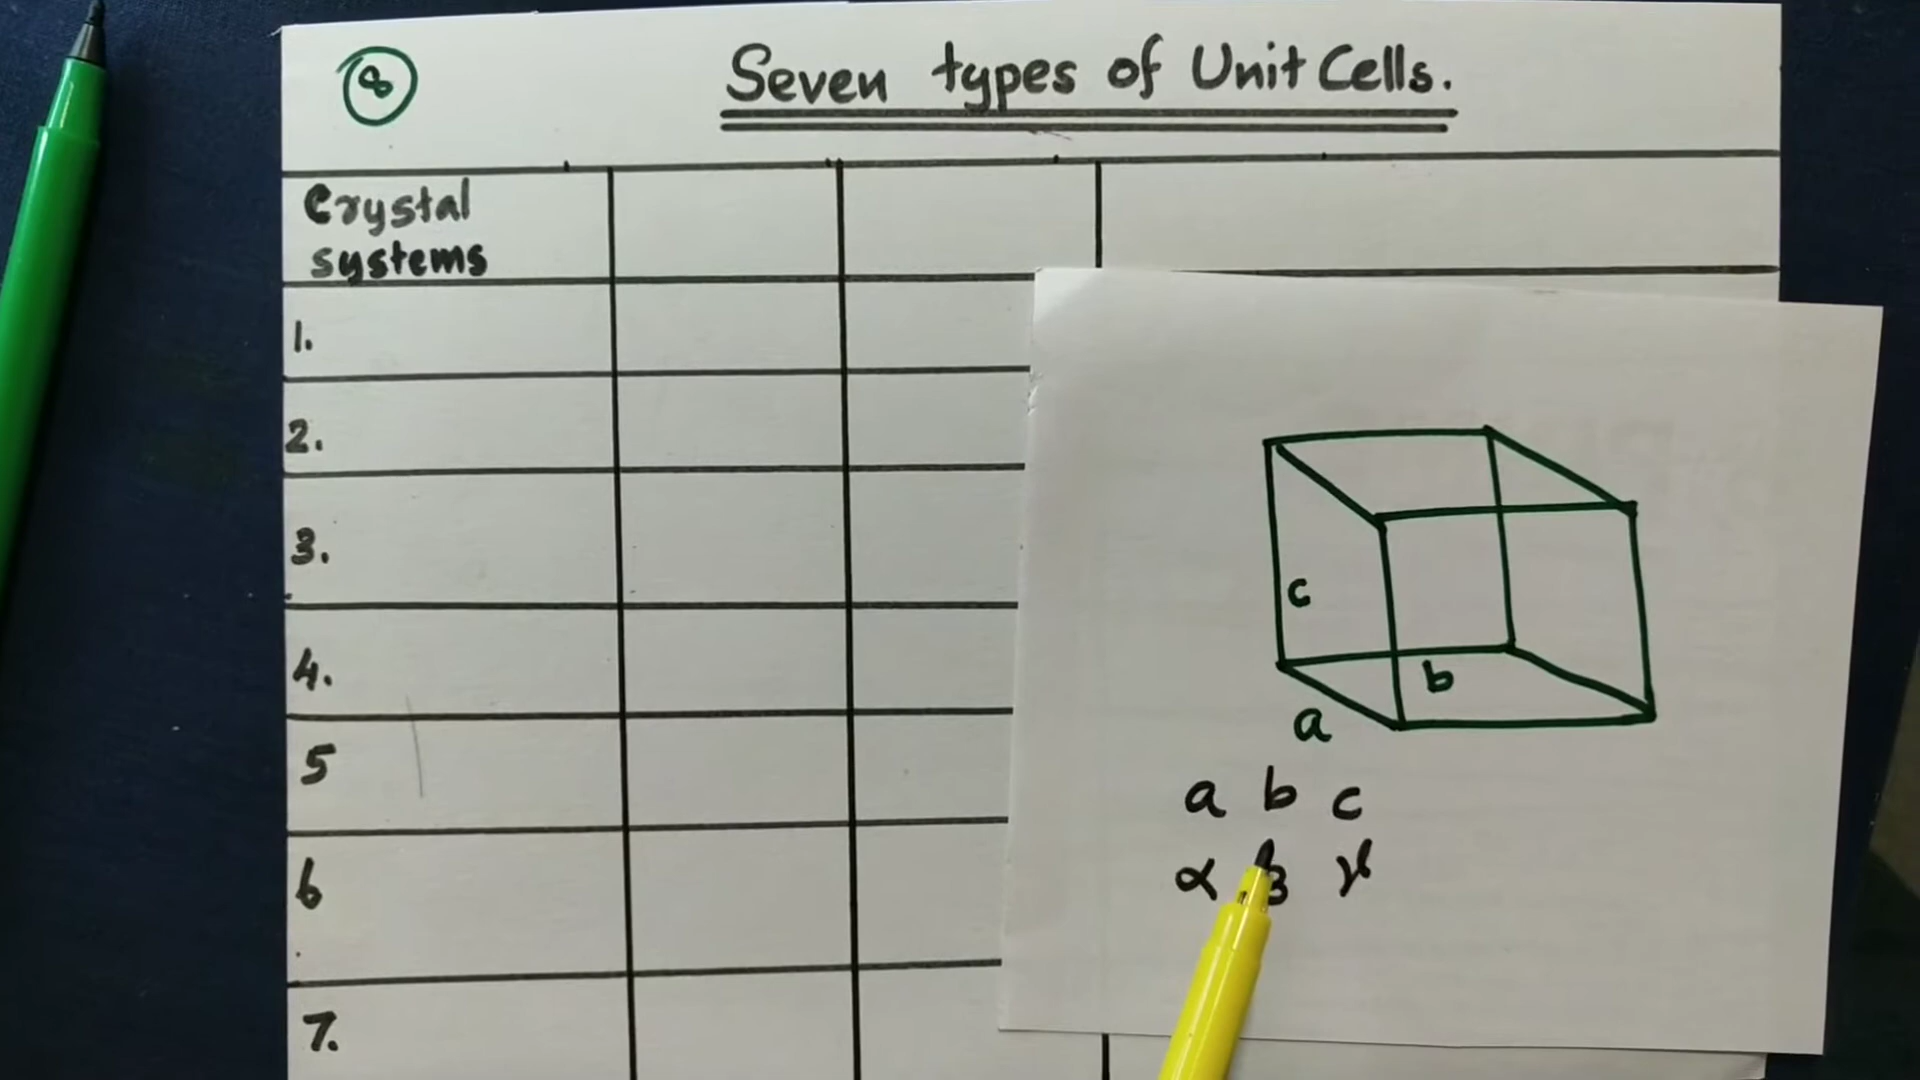 8
Seven types of Unit Cells.
Crystal
systems
1.
2.
3.
4.
5
6
7.
c
b
a
a b c
α β γ